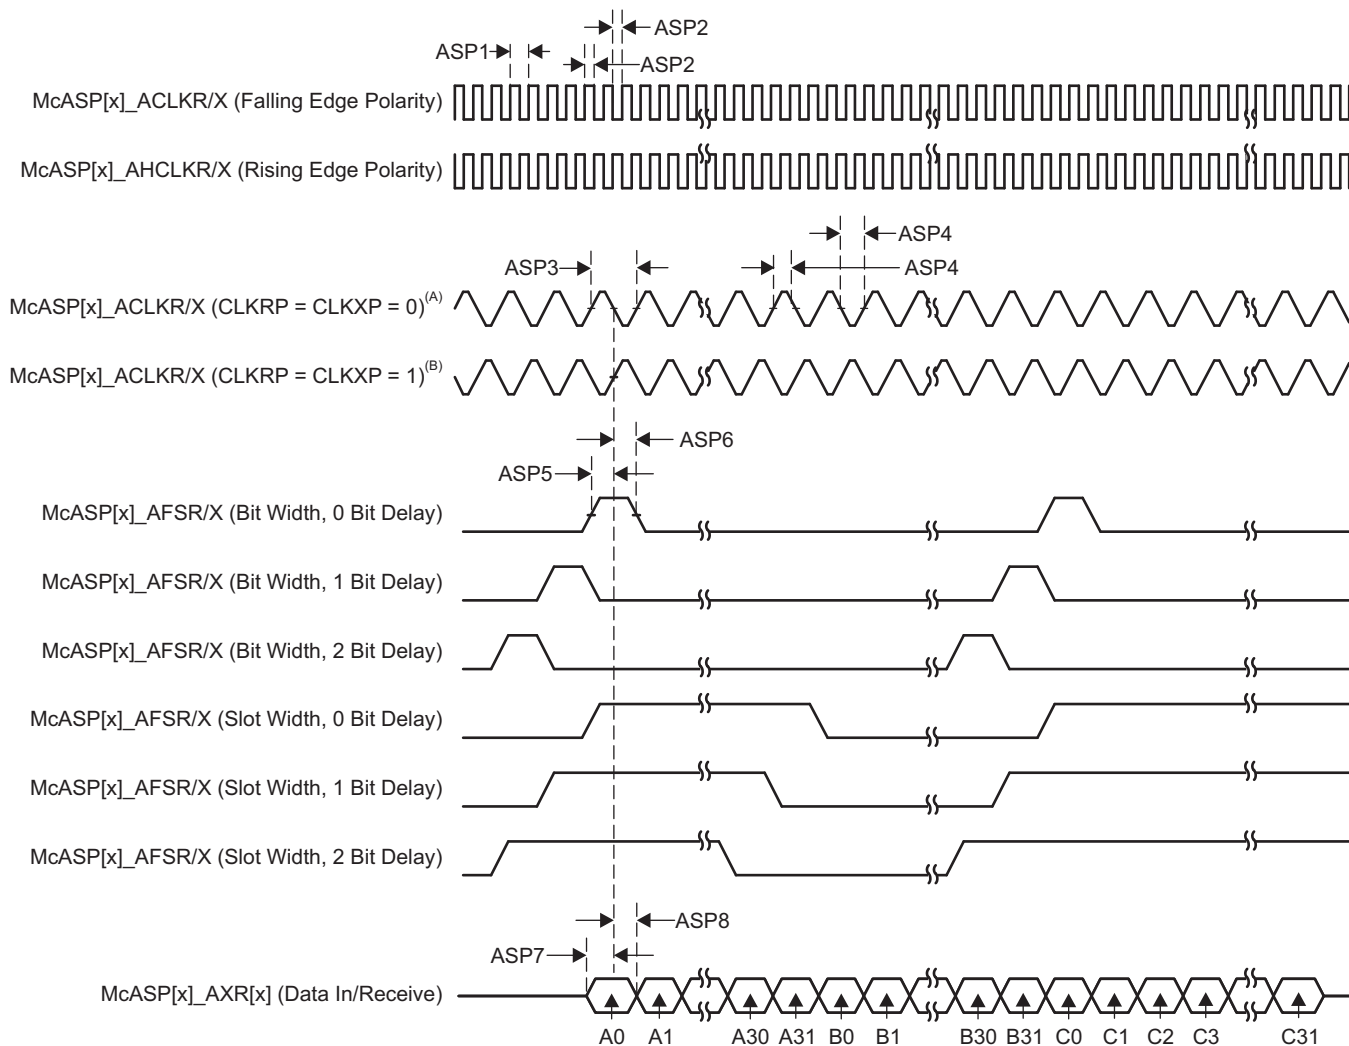 ASP2
ASP1
ASP2
McASP[x]_ACLKR/X (Falling Edge Polarity)
McASP[x]_AHCLKR/X (Rising Edge Polarity)
ASP4
ASP3
ASP4
McASP[x]_ACLKR/X (CLKRP = CLKXP = 0)(A)
McASP[x]_ACLKR/X (CLKRP = CLKXP = 1)(B)
ASP6
ASP5
McASP[x]_AFSR/X (Bit Width, 0 Bit Delay)
McASP[x]_AFSR/X (Bit Width, 1 Bit Delay)
McASP[x]_AFSR/X (Bit Width, 2 Bit Delay)
McASP[x]_AFSR/X (Slot Width, 0 Bit Delay)
McASP[x]_AFSR/X (Slot Width, 1 Bit Delay)
McASP[x]_AFSR/X (Slot Width, 2 Bit Delay)
ASP8
ASP7
McASP[x]_AXR[x] (Data In/Receive)
A0 A1 A30 A31 B0 B1 B30 B31 C0 C1 C2 C3 C31